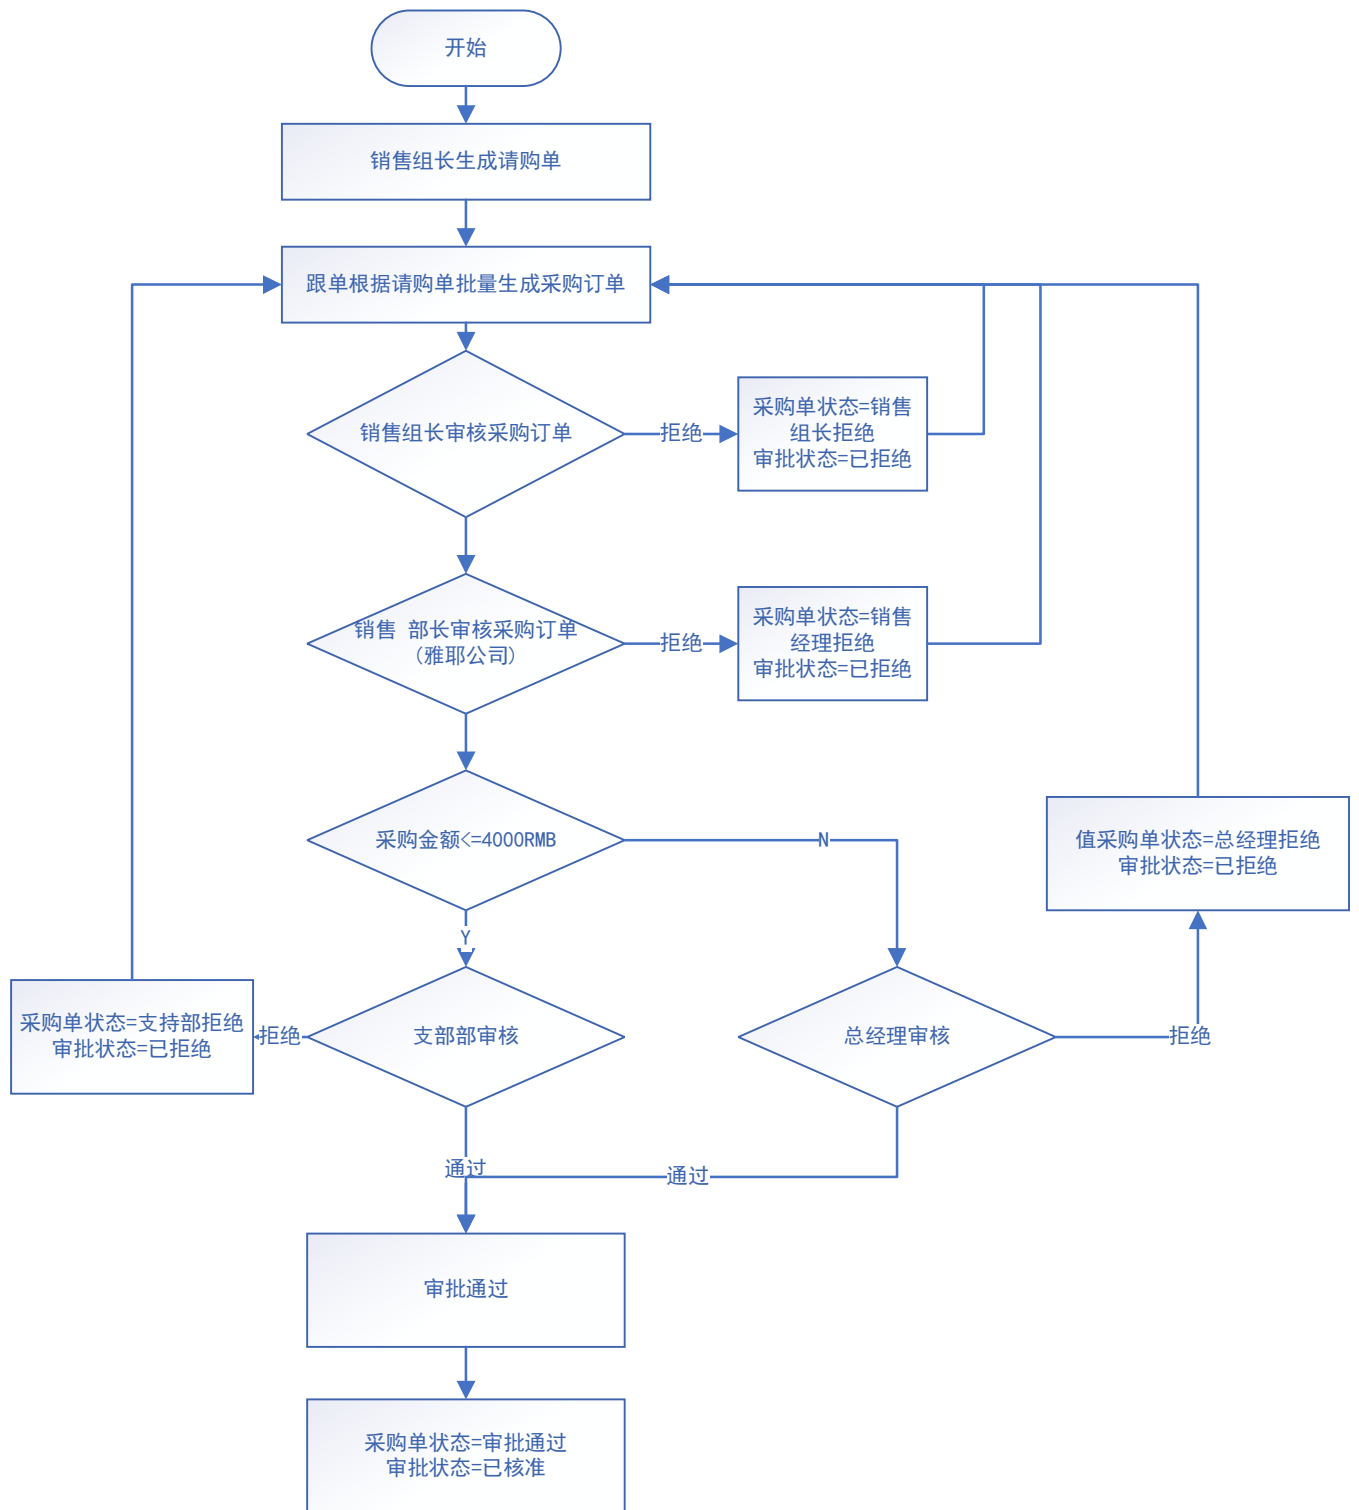 开始
销售组长生成请购单
跟单根据请购单批量生成采购订单
销售组长审核采购订单
拒绝
采购单状态=销售
组长拒绝
审批状态=已拒绝
销售 部长审核采购订单
(雅耶公司)
拒绝
采购单状态=销售
经理拒绝
审批状态=已拒绝
采购金额<=4000RMB
N
值采购单状态=总经理拒绝
审批状态=已拒绝
Y
采购单状态=支持部拒绝
审批状态=已拒绝
拒绝
支部部审核
总经理审核
拒绝
通过
通过
审批通过
采购单状态=审批通过
审批状态=已核准